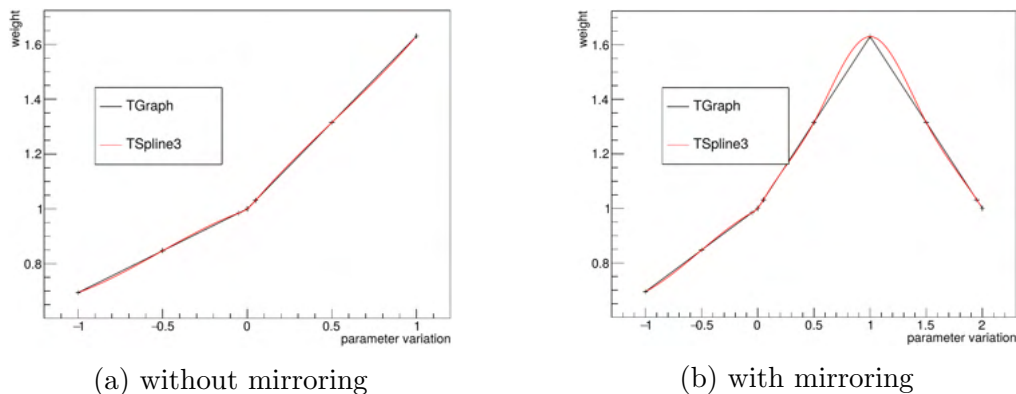 weight
1.6
1.4
1.2
1
0.8
TGraph
TSpline3
−1 −0.5 0 0.5 1
parameter variation
(a) without mirroring
weight
1.6
1.4
1.2
1
0.8
TGraph
TSpline3
−1 −0.5 0 0.5 1 1.5 2
parameter variation
(b) with mirroring